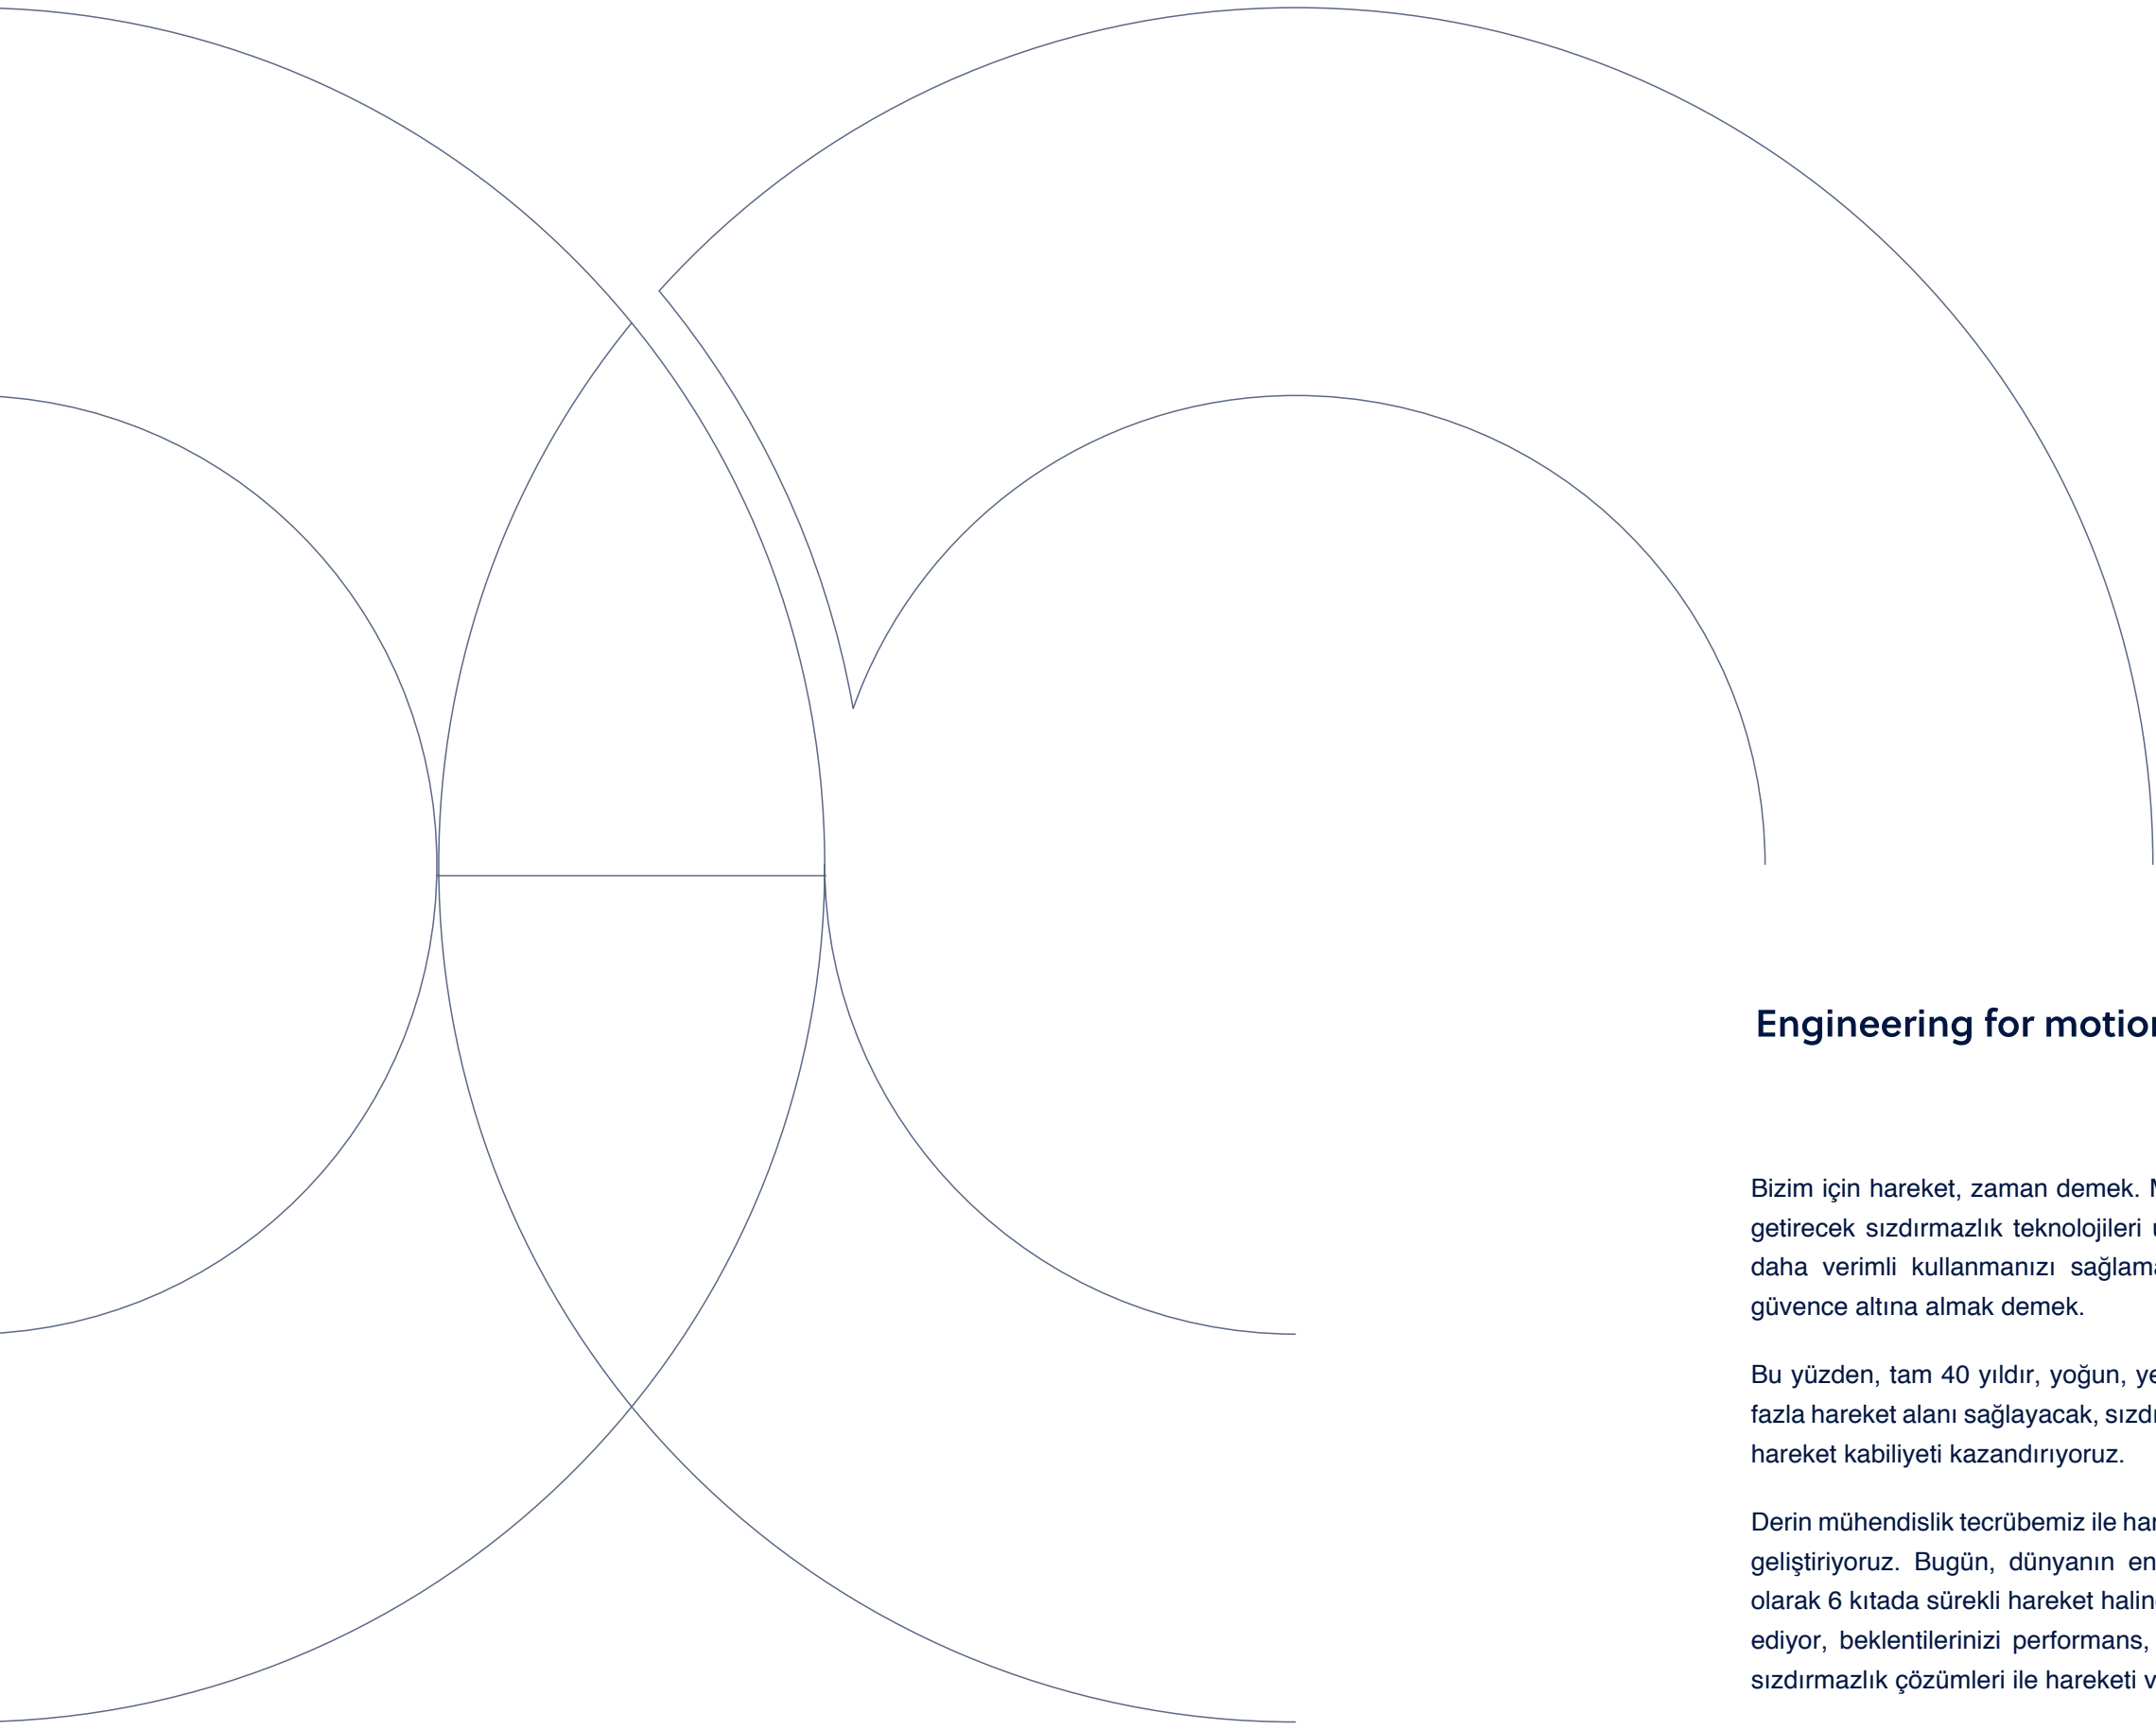 Engineering for motion
Bizim için hareket, zaman demek.
getirecek sızdırmazlık teknolojileri
daha verimli kullanmanızı
güvence altına almak demek.
Bu yüzden, tam 40 yıldır, yoğun,
fazla hareket alanı sağlayacak,
hareket kabiliyeti kazandırıyoruz.
Derin mühendislik tecrübemiz ile
geliştiriyoruz. Bugün, dünyanın en
olarak 6 kıtada sürekli hareket
ediyor, beklentilerinizi performans,
sızdırmazlık çözümleri ile hareketi